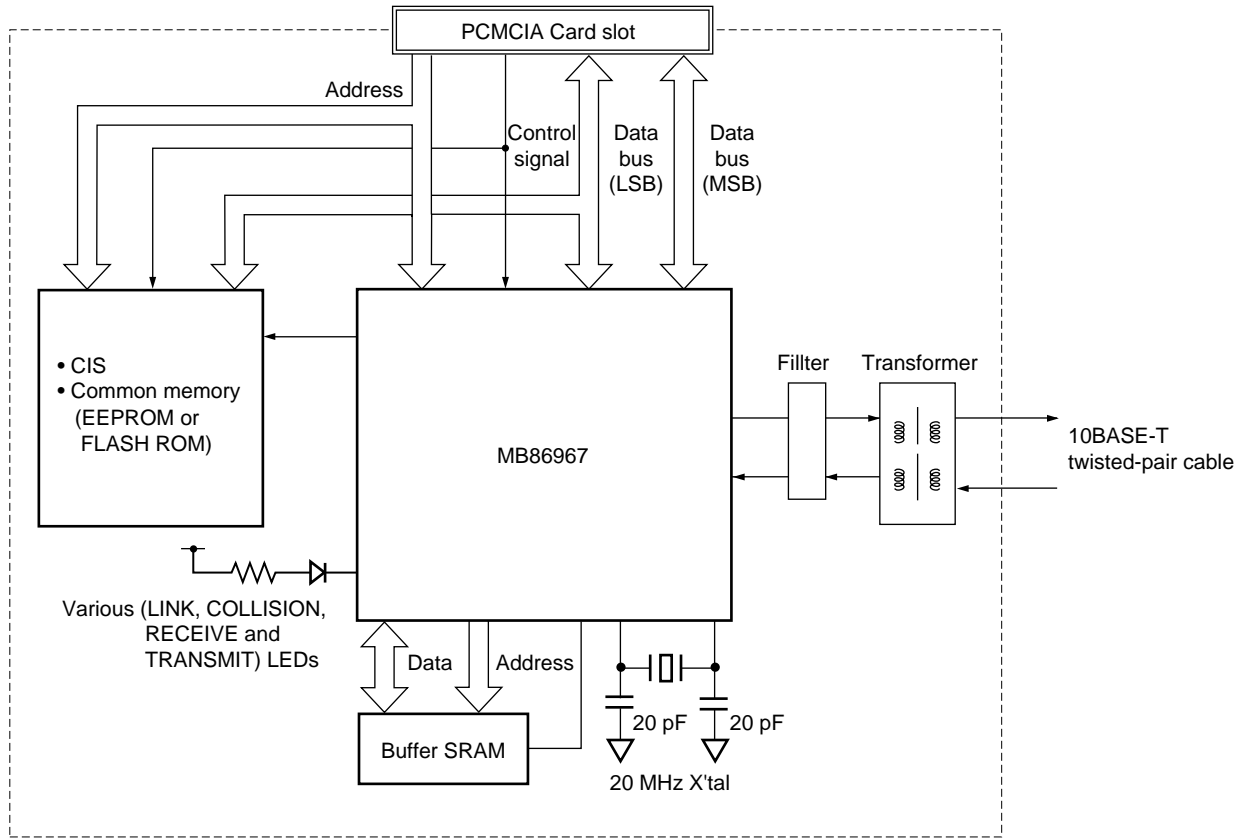 PCMCIA Card slot
Address
Control
signal
Data
bus
(LSB)
Data
bus
(MSB)
• CIS
• Common memory
(EEPROM or
FLASH ROM)
MB86967
Fillter
Transformer
10BASE-T
twisted-pair cable
Various (LINK, COLLISION,
RECEIVE and
TRANSMIT) LEDs
Data
Address
Buffer SRAM
20 pF
20 pF
20 MHz X'tal